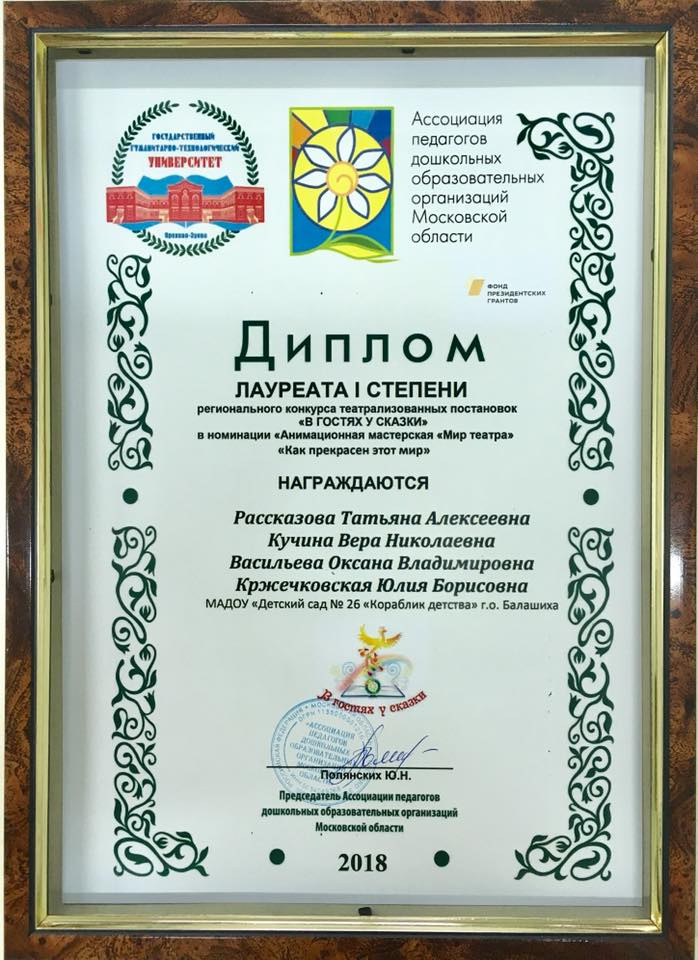 ГОСУДАРСТВЕННЫЙ
ГУМАНИТАРНО-ТЕХНОЛОГИЧЕСКИЙ
УНИВЕРСИТЕТ
Орехово-Зуево
Ассоциация
педагогов
дошкольных
образовательных
организаций
Московской
области
ФОНД
ПРЕЗИДЕНТСКИХ
ГРАНТОВ
Диплом
ЛАУРЕАТА I СТЕПЕНИ
регионального конкурса театрализованных постановок
«В ГОСТЯХ У СКАЗКИ»
в номинации «Анимационная мастерская «Мир театра»
«Как прекрасен этот мир»
НАГРАЖДАЮТСЯ
Рассказова Татьяна Алексеевна
Кучина Вера Николаевна
Васильева Оксана Владимировна
Кржечковская Юлия Борисовна
МАДОУ «Детский сад № 26 «Кораблик детства» г.о. Балашиха
В гостях у сказки
«АССОЦИАЦИЯ
ПЕДАГОГОВ
ДОШКОЛЬНЫХ
ОБРАЗОВАТЕЛЬНЫХ
Полянских Ю.Н.
Председатель Ассоциации педагогов
дошкольных образовательных организаций
Московской области
2018